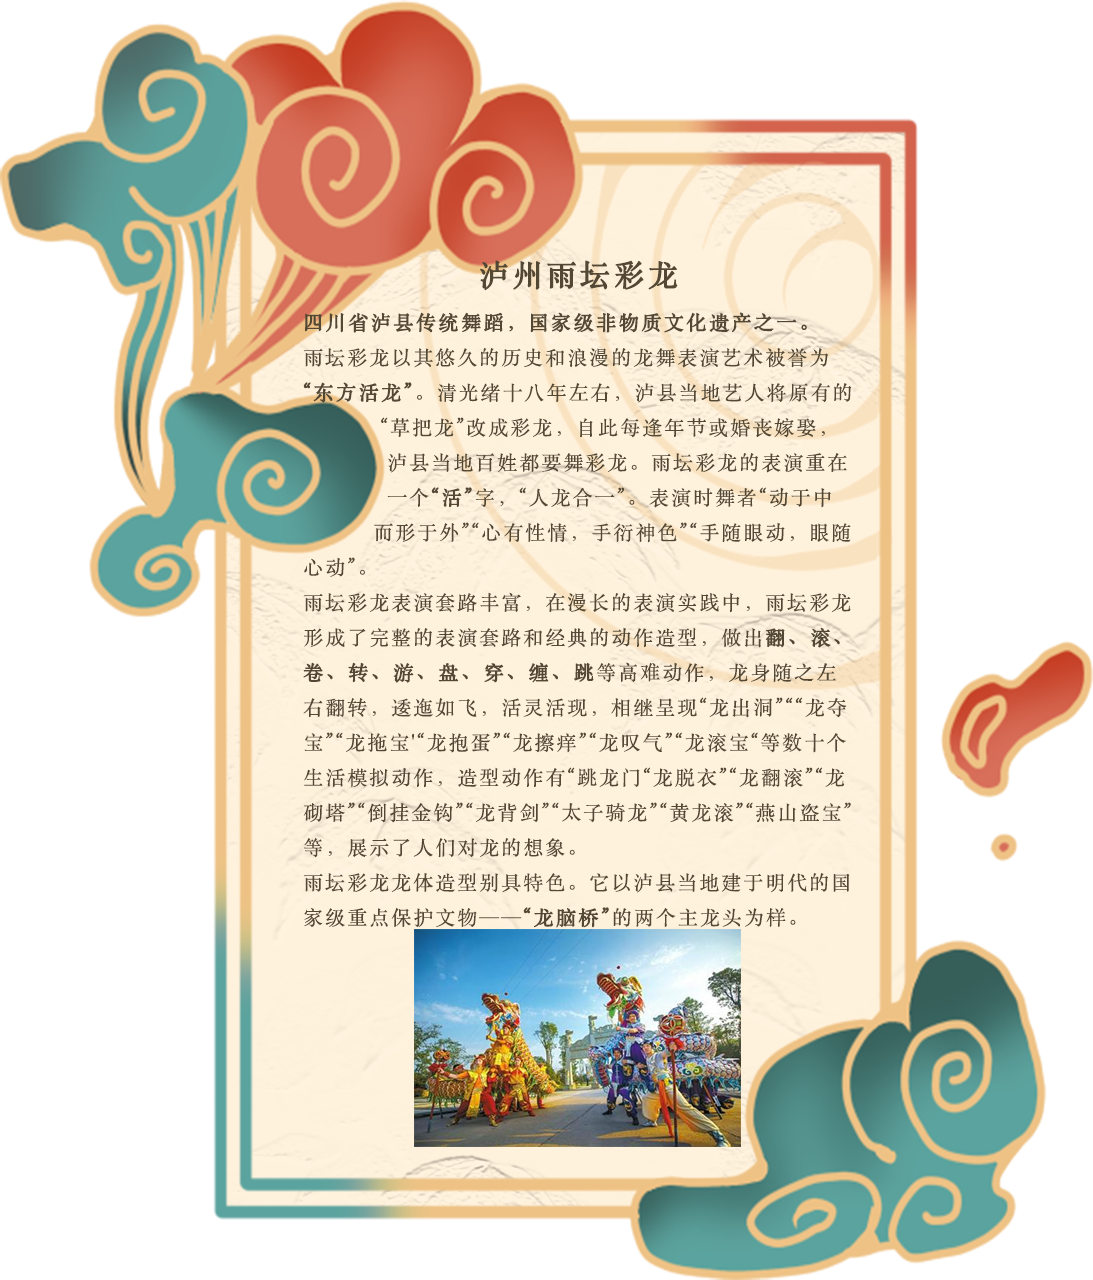 泸州雨坛彩龙
四川省泸县传统舞蹈，国家级非物质文化遗产之一。
雨坛彩龙以其悠久的历史和浪漫的龙舞表演艺术被誉为
“东方活龙”。清光绪十八年左右，泸县当地艺人将原有的
“草把龙”改成彩龙，自此每逢年节或婚丧嫁娶，
泸县当地百姓都要舞彩龙。雨坛彩龙的表演重在
一个“活”字，“人龙合一”。表演时舞者“动于中
而形于外”“心有性情，手衍神色”“手随眼动，眼随
心动”。
雨坛彩龙表演套路丰富，在漫长的表演实践中，雨坛彩龙
形成了完整的表演套路和经典的动作造型，做出翻、滚、
卷、转、游、盘、穿、缠、跳等高难动作，龙身随之左
右翻转，逶迤如飞，活灵活现，相继呈现“龙出洞”““龙夺
宝”“龙拖宝'“龙抱蛋”“龙擦痒”“龙叹气”“龙滚宝“等数十个
生活模拟动作，造型动作有“跳龙门“龙脱衣”“龙翻滚”“龙
砌塔”“倒挂金钩”“龙背剑”“太子骑龙”“黄龙滚”“燕山盗宝”
等，展示了人们对龙的想象。
雨坛彩龙龙体造型别具特色。它以泸县当地建于明代的国
家级重点保护文物——“龙脑桥”的两个主龙头为样。